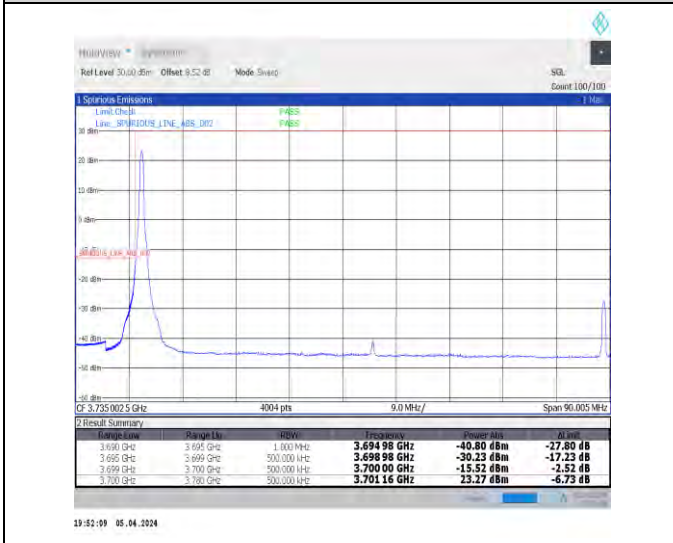 MultiView
Spectrum
Ref Level 30.00 dBm Offset 9.52 dB Mode Sweep SGL
Count 100/100
1 Spurious Emissions
Limit Check PASS
Line _SPURIOUS_LINE_ABS_D02 PASS
30 dBm
20 dBm
10 dBm
0 dBm
-20 dBm
-30 dBm
-40 dBm
-50 dBm
-60 dBm
CF 3.7350025 GHz 4004 pts 9.0 MHz/ Span 90.005 MHz
2 Result Summary
Range Low Range Up RBW Frequency Power Abs ΔLimit
3.690 GHz 3.695 GHz 1.000 MHz 3.694 98 GHz -40.80 dBm -27.80 dB
3.695 GHz 3.699 GHz 500.000 kHz 3.698 98 GHz -30.23 dBm -17.23 dB
3.699 GHz 3.700 GHz 500.000 kHz 3.700 00 GHz -15.52 dBm -2.52 dB
3.700 GHz 3.780 GHz 500.000 kHz 3.701 16 GHz 23.27 dBm -6.73 dB
19:52:09 05.04.2024